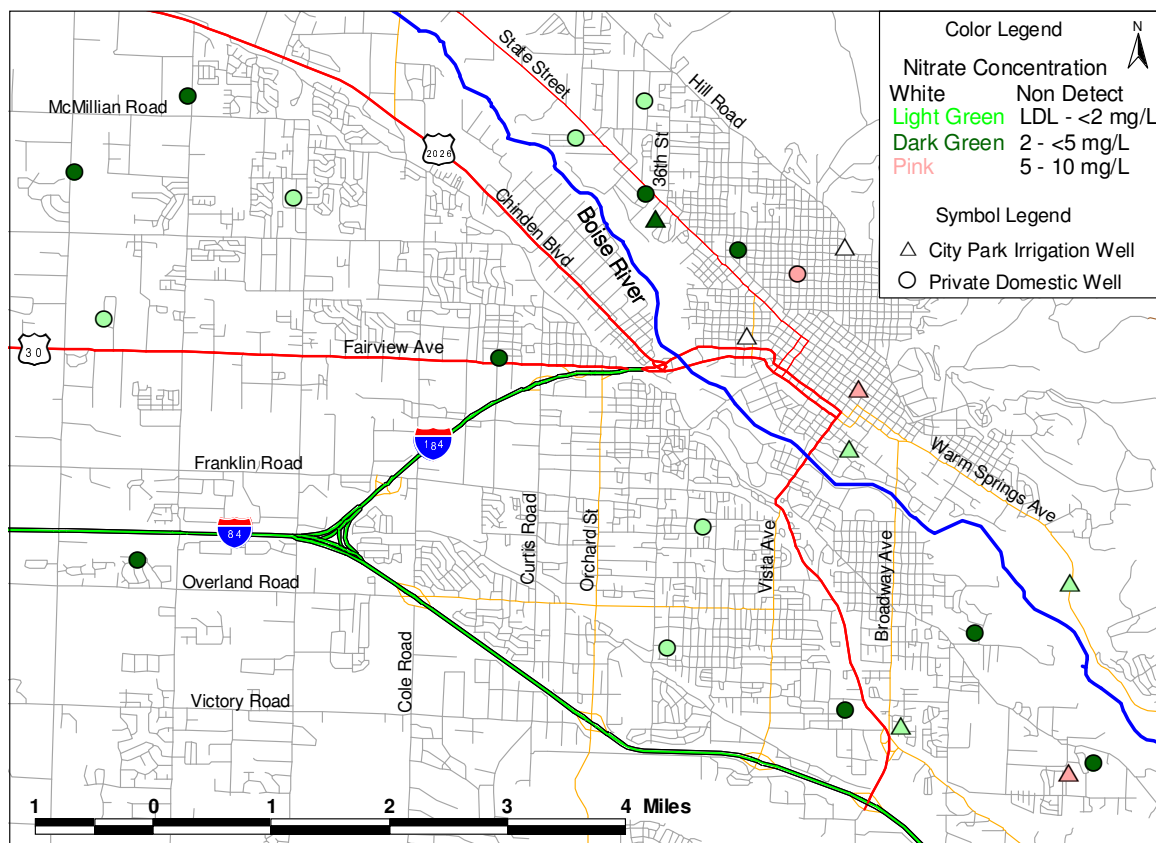 Color Legend
N
Nitrate Concentration
White Non Detect
Light Green LDL - <2 mg/L
Dark Green 2 - <5 mg/L
Pink 5 - 10 mg/L
Symbol Legend
City Park Irrigation Well
Private Domestic Well
State Street
Hill Road
McMillian Road
2026
36th St
Chinden Blvd
Boise River
30
Fairview Ave
184
Franklin Road
Warm Springs Ave
84
Curtis Road
Orchard St
Vista Ave
Broadway Ave
Overland Road
Cole Road
Victory Road
1 0 1 2 3 4 Miles